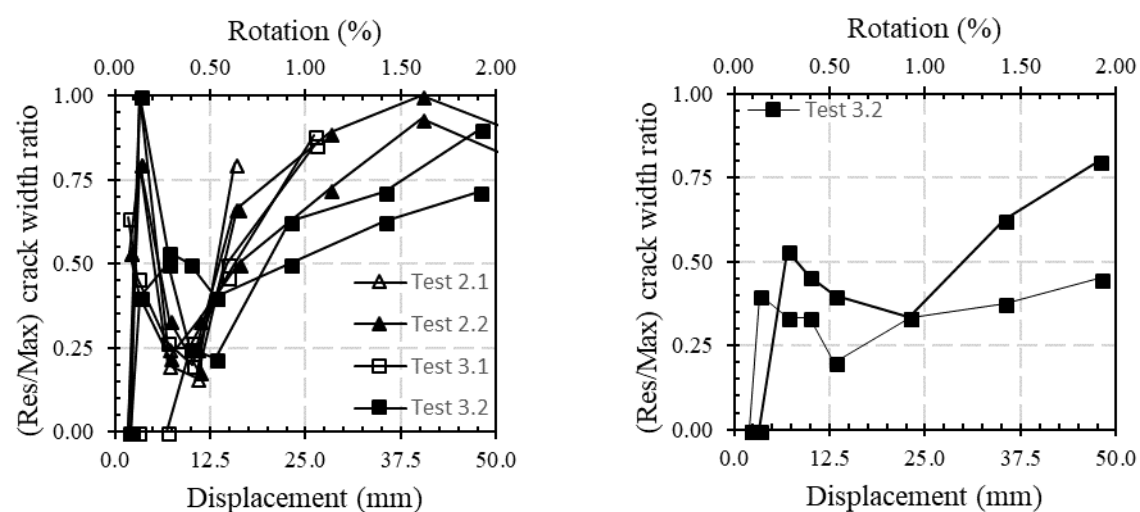 Rotation (%)
0.00 0.50 1.00 1.50 2.00
(Res/Max) crack width ratio
1.00
0.75
0.50
0.25
0.00
Test 2.1
Test 2.2
Test 3.1
Test 3.2
0.0 12.5 25.0 37.5 50.0
Displacement (mm)
Rotation (%)
0.00 0.50 1.00 1.50 2.00
(Res/Max) crack width ratio
1.00
0.75
0.50
0.25
0.00
Test 3.2
0.0 12.5 25.0 37.5 50.0
Displacement (mm)